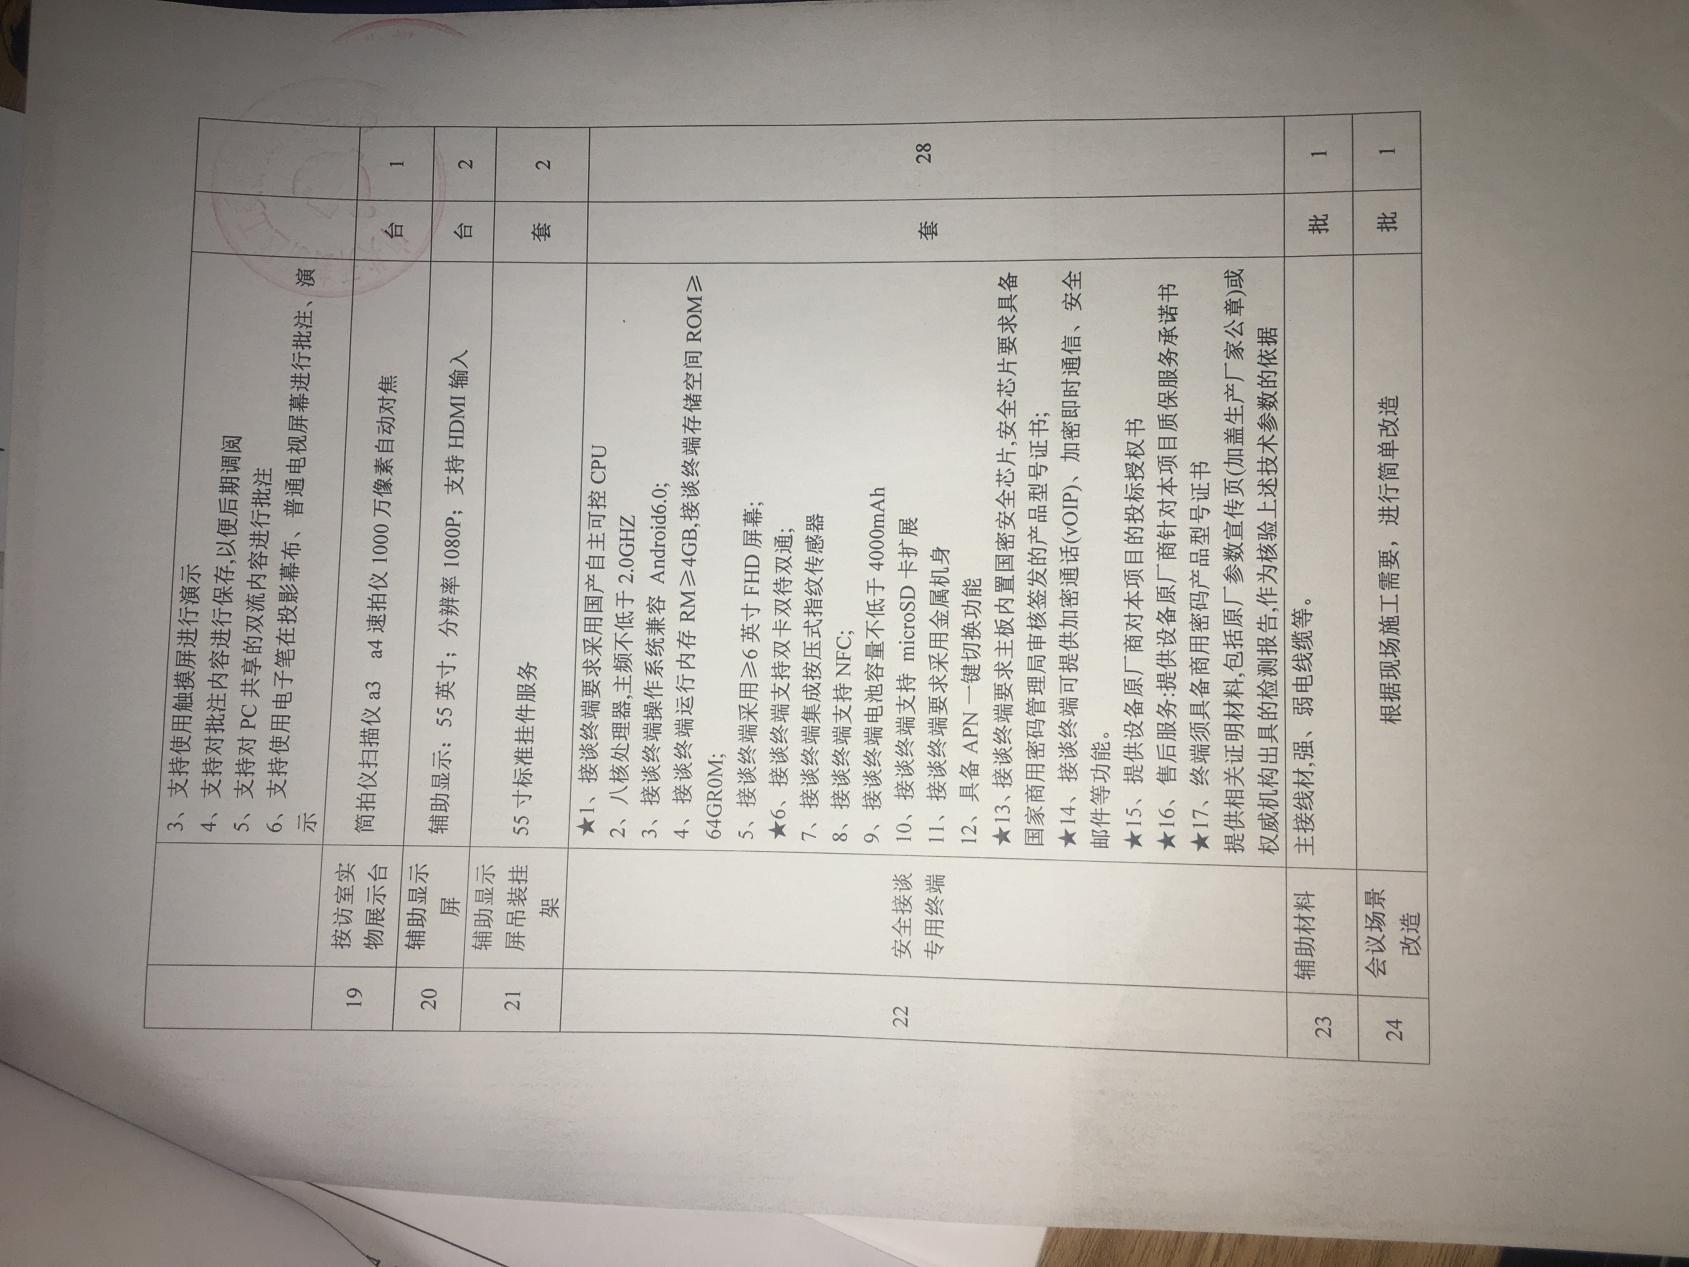 3、支持使用触摸屏进行演示
4、支持对批注内容进行保存,以便后期调阅
5、支持对 PC 共享的双流内容进行批注
6、支持使用电子笔在投影幕布、普通电视屏幕进行批注、演
示
19
按访室实
物展示台
简拍仪扫描仪 a3 a4 速拍仪 1000 万像素自动对焦
台
1
20
辅助显示
屏
辅助显示：55 英寸；分辨率 1080P；支持 HDMI 输入
台
2
21
辅助显示
屏吊装挂
架
55 寸标准挂件服务
套
2
22
安全接谈
专用终端
★1、接谈终端要求采用国产自主可控 CPU
2、八核处理器,主频不低于 2.0GHZ
3、接谈终端操作系统兼容 Android6.0;
4、接谈终端运行内存 RM≥4GB,接谈终端存储空间 ROM≥
64GR0M;
5、接谈终端采用≥6 英寸 FHD 屏幕;
★6、接谈终端支持双卡双待双通;
7、接谈终端集成按压式指纹传感器
8、接谈终端支持 NFC;
9、接谈终端电池容量不低于 4000mAh
10、接谈终端支持 microSD 卡扩展
11、接谈终端要求采用金属机身
12、具备 APN 一键切换功能
★13、接谈终端要求主板内置国密安全芯片,安全芯片要求具备
国家商用密码管理局审核签发的产品型号证书;
★14、接谈终端可提供加密通话(vOIP)、加密即时通信、安全
邮件等功能。
★15、提供设备原厂商对本项目的投标授权书
★16、售后服务:提供设备原厂商针对本项目质保服务承诺书
★17、终端须具备商用密码产品型号证书
提供相关证明材料,包括原厂参数宣传页(加盖生产厂家公章)或
权威机构出具的检测报告,作为核验上述技术参数的依据
套
28
23
辅助材料
主接线材,强、弱电线缆等。
批
1
24
会议场景
改造
根据现场施工需要，进行简单改造
批
1